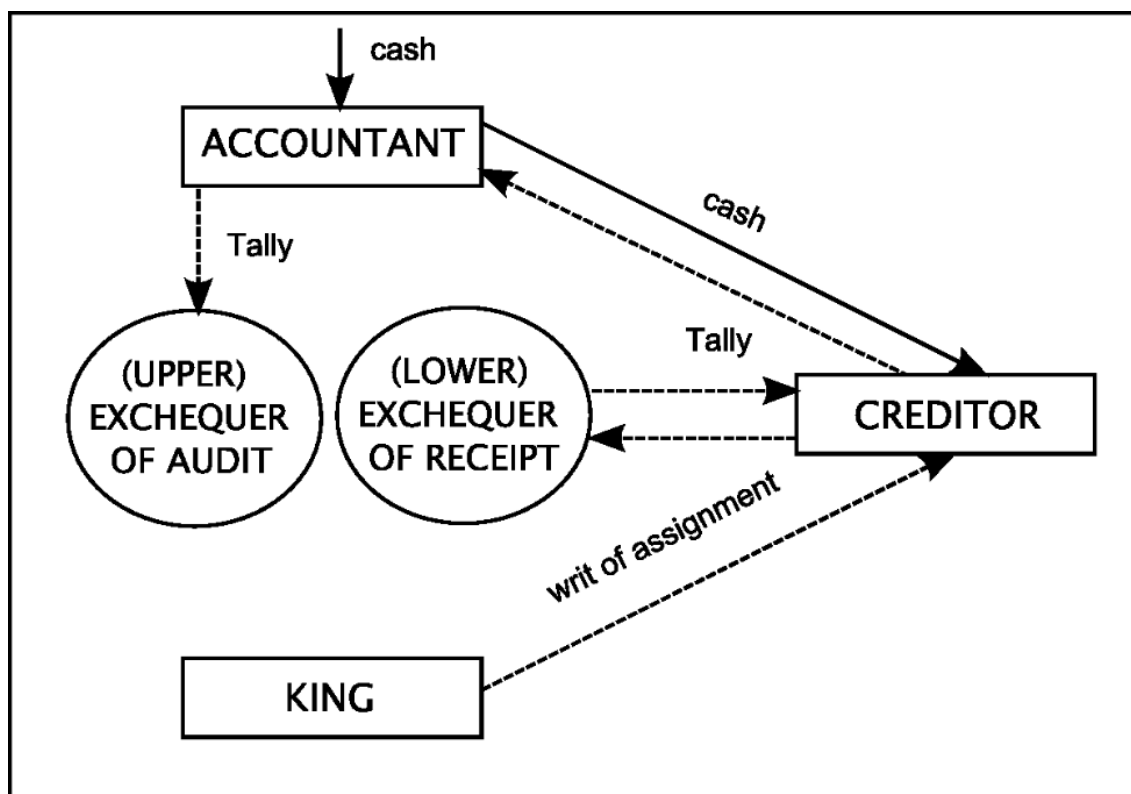 cash
ACCOUNTANT
cash
Tally
(UPPER)
EXCHEQUER
OF AUDIT
(LOWER)
EXCHEQUER
OF RECEIPT
Tally
CREDITOR
writ of assignment
KING